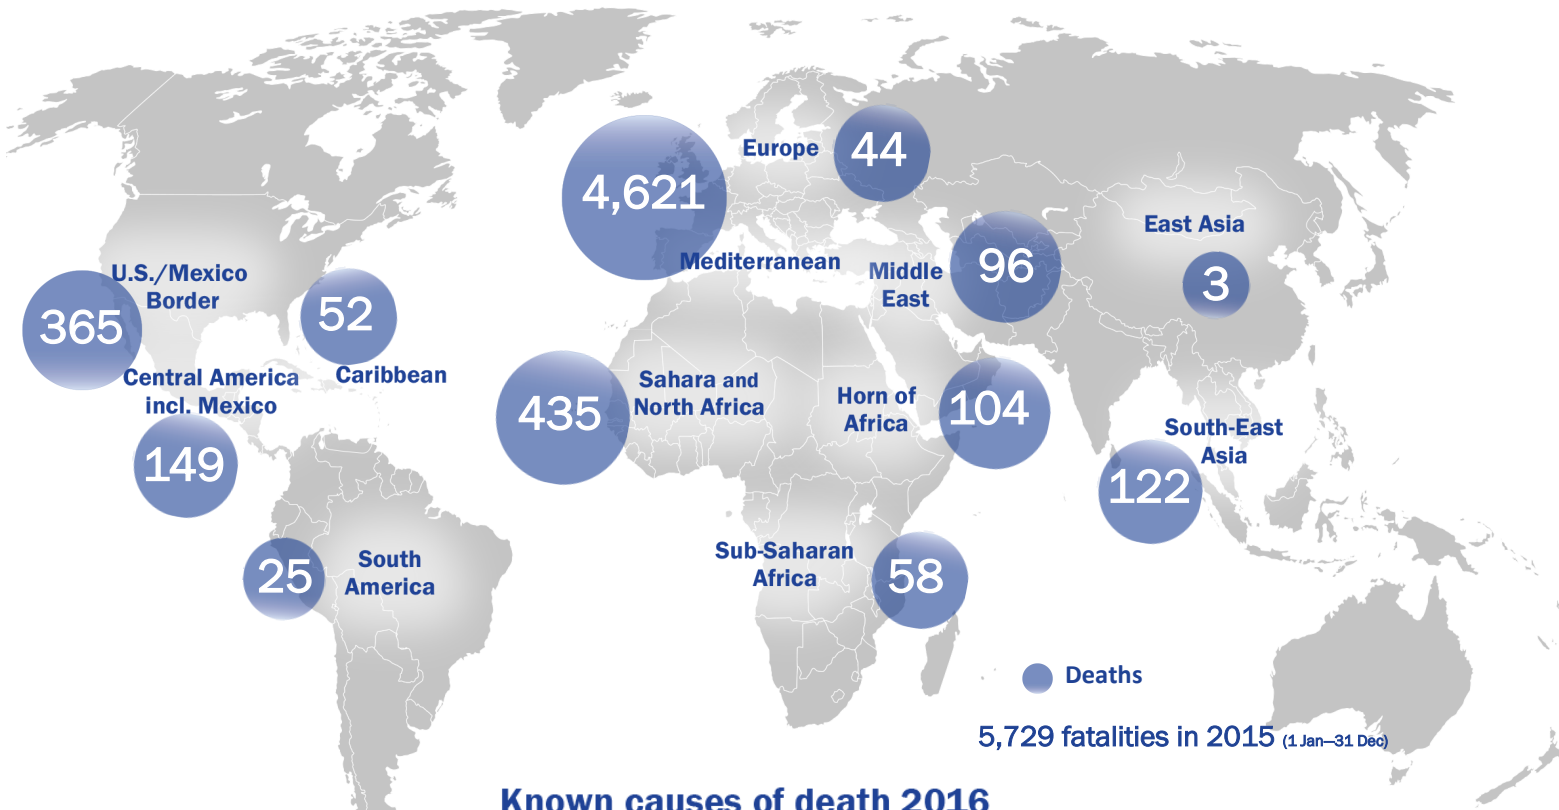 Europe
44
4,621
East Asia
Mediterranean
Middle
East
96
3
U.S./Mexico
Border
365
52
Central America
incl. Mexico
Caribbean
149
435
Sahara and
North Africa
Horn of
Africa
104
South-East
Asia
122
25
South
America
Sub-Saharan
Africa
58
Deaths
5,729 fatalities in 2015 (1 Jan—31 Dec)
Known causes of death 2016